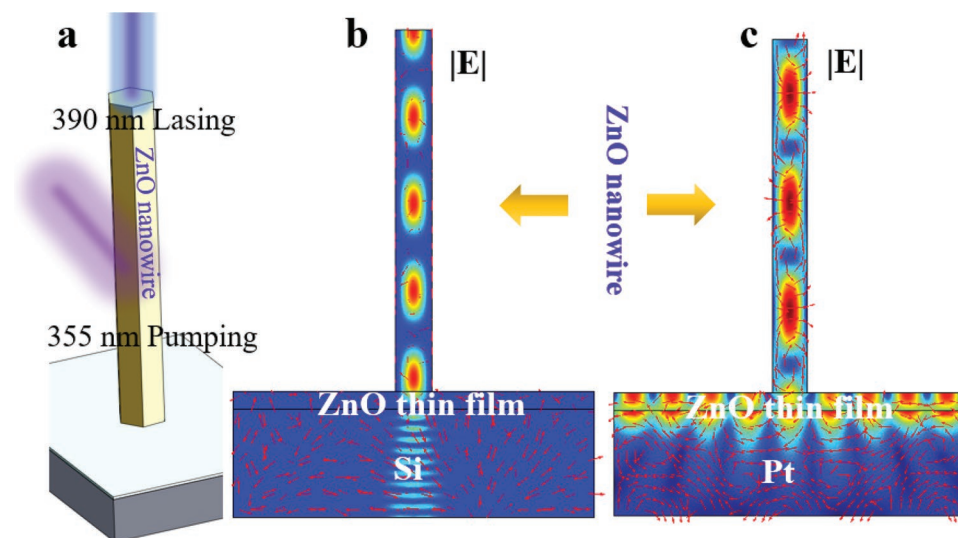 a
390 nm Lasing
ZnO nanowire
355 nm Pumping
b
|E|
ZnO thin film
Si
ZnO nanowire
c
|E|
ZnO thin film
Pt